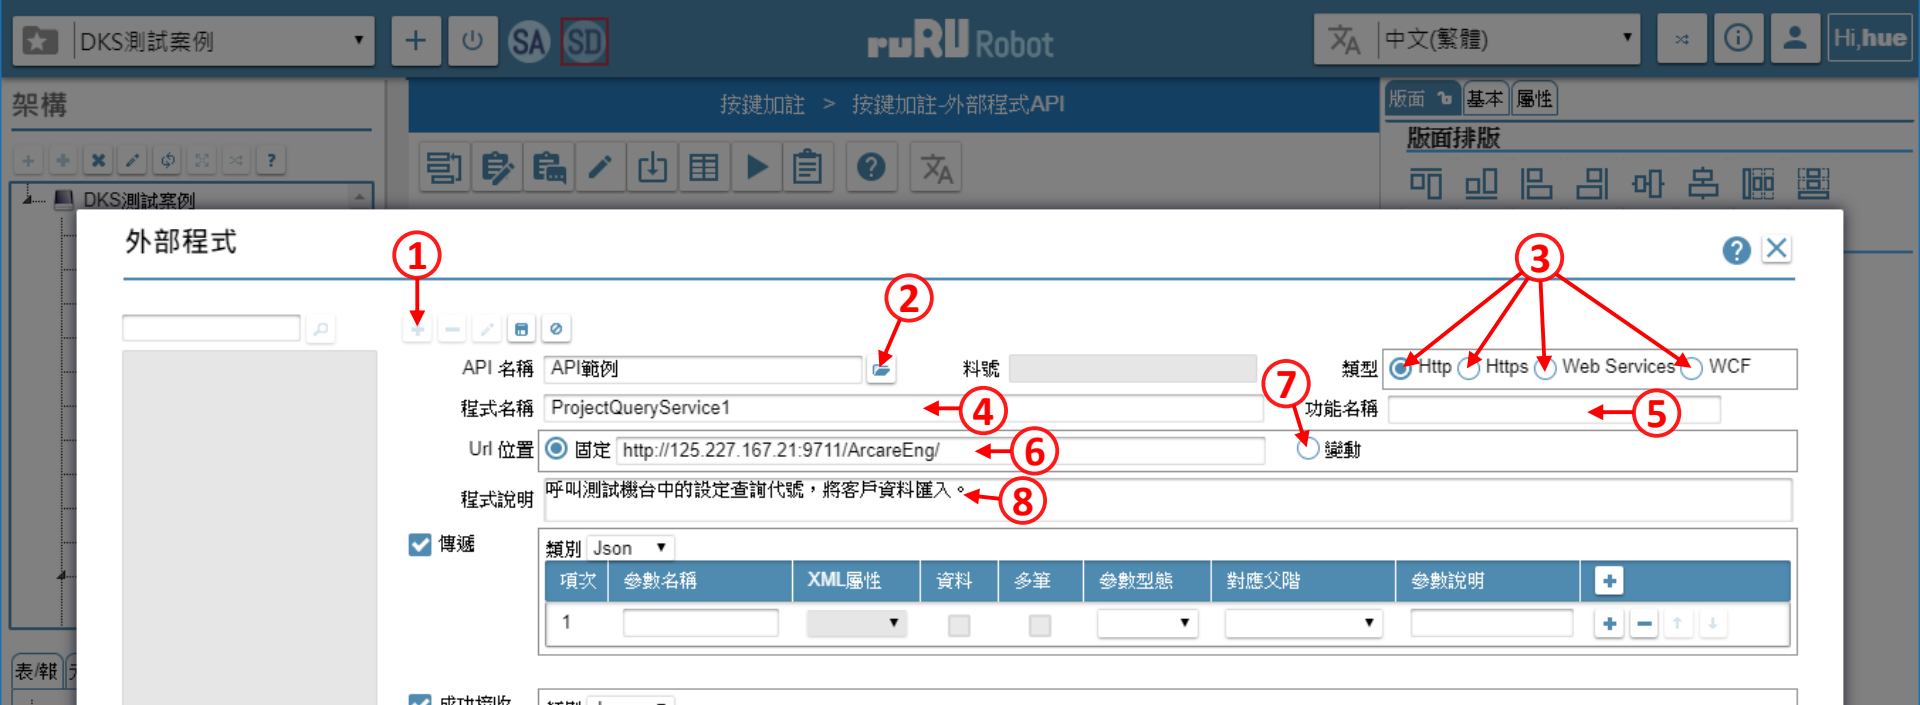 DKS測試案例
SA
SD
ruRU Robot
中文(繁體)
Hi,hue
架構
按鍵加註 > 按鍵加註-外部程式API
版面
基本
屬性
版面排版
DKS測試案例
外部程式
1
2
3
API 名稱 API範例
料號
類型 Http Https Web Services WCF
7
程式名稱 ProjectQueryService1
4
功能名稱
5
Url 位置 固定 http://125.227.167.21:9711/ArcareEng/
6
變動
程式說明 呼叫測試機台中的設定查詢代號，將客戶資料匯入。
8
傳遞
類別 Json
項次 參數名稱 XML屬性 資料 多筆 參數型態 對應父階 參數說明
1
表/報
成功接收
類別